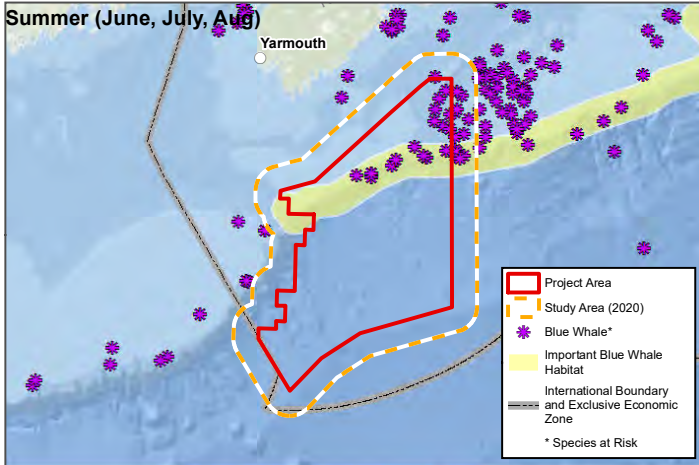 Summer (June, July, Aug)
Yarmouth
Project Area
Study Area (2020)
Blue Whale*
Important Blue Whale
Habitat
International Boundary
and Exclusive Economic
Zone
* Species at Risk